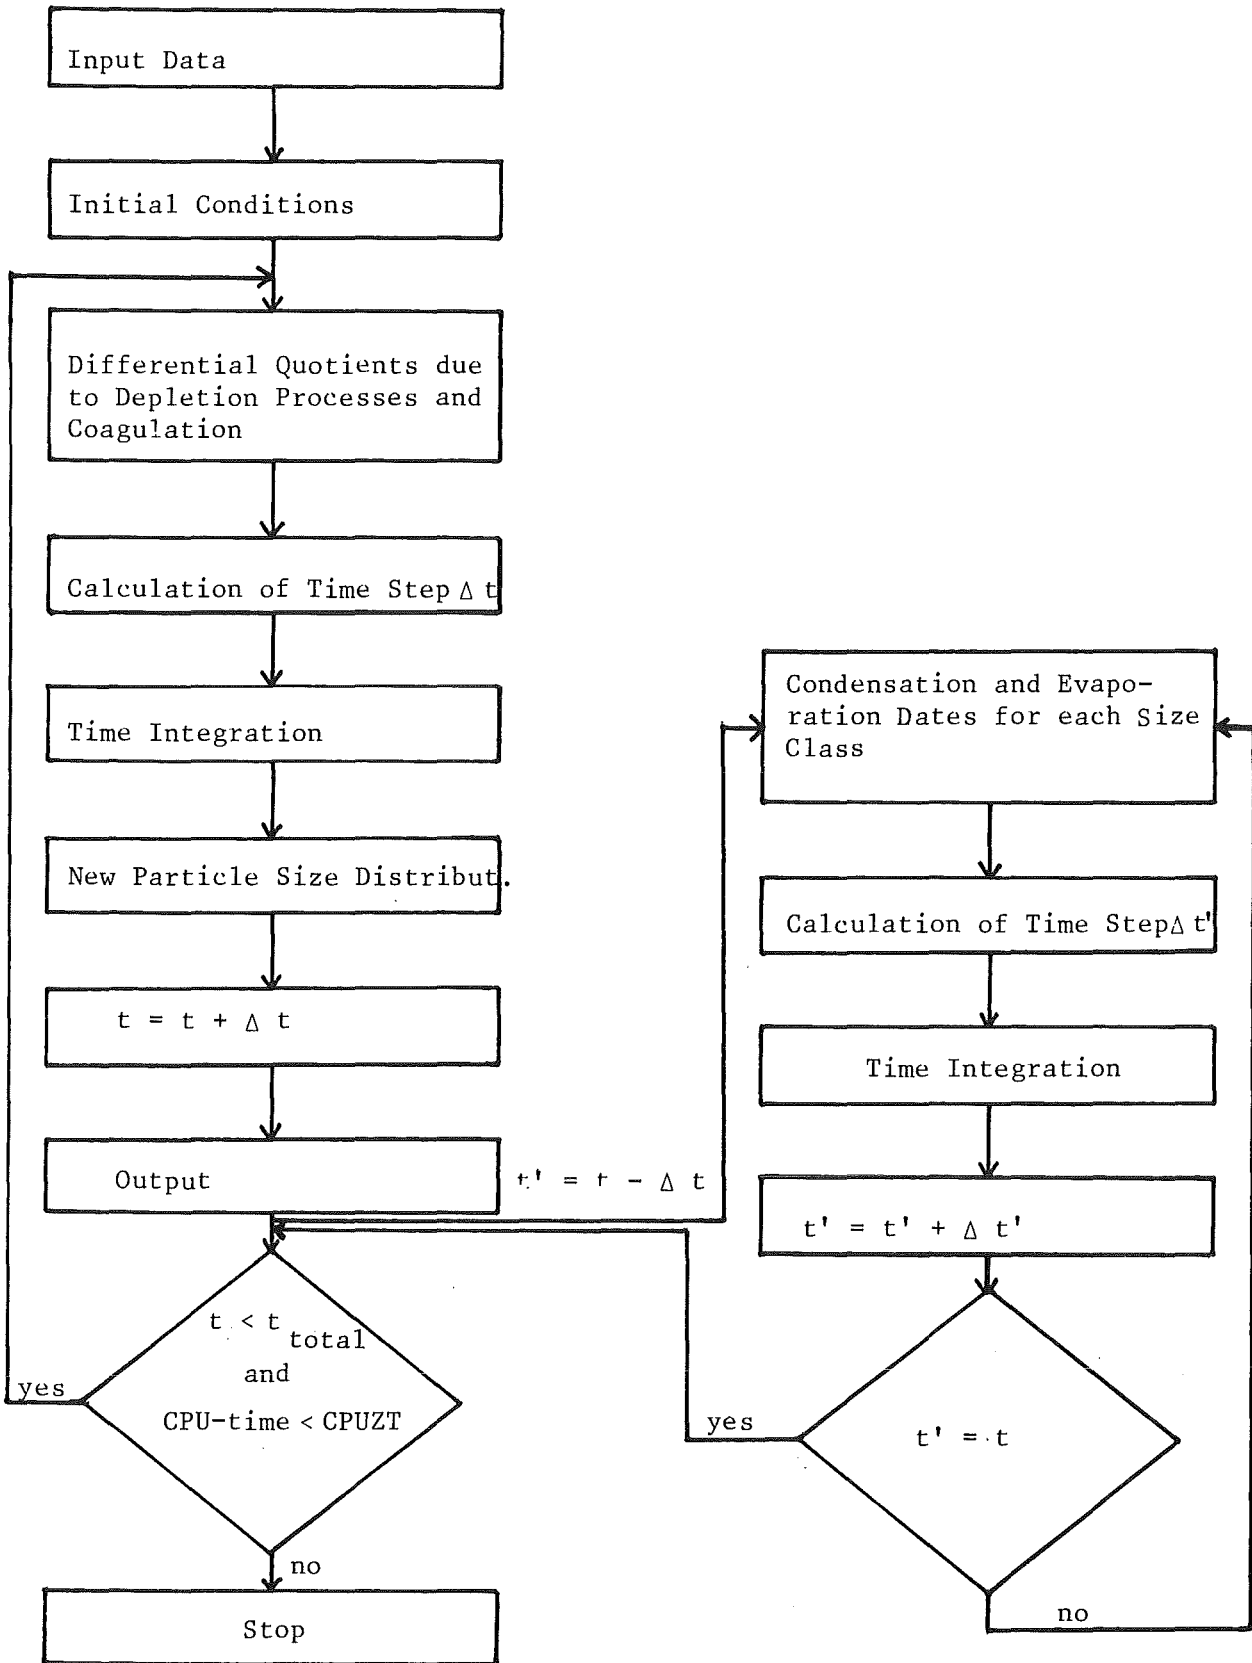 Input Data
Initial Conditions
Differential Quotients due
to Depletion Processes and
Coagulation
Calculation of Time Step Δ t
Time Integration
New Particle Size Distribut.
t = t + Δ t
Output
t' = t - Δ t
t < t total
and
CPU-time < CPUZT
yes
no
Stop
Condensation and Evapo-
ration Dates for each Size
Class
Calculation of Time Step Δ t'
Time Integration
t' = t' + Δ t'
t' = t
yes
no